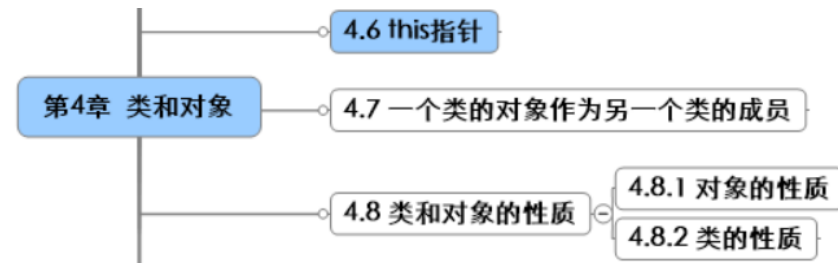 4.6 this指针
第4章 类和对象
4.7 一个类的对象作为另一个类的成员
4.8 类和对象的性质
4.8.1 对象的性质
4.8.2 类的性质